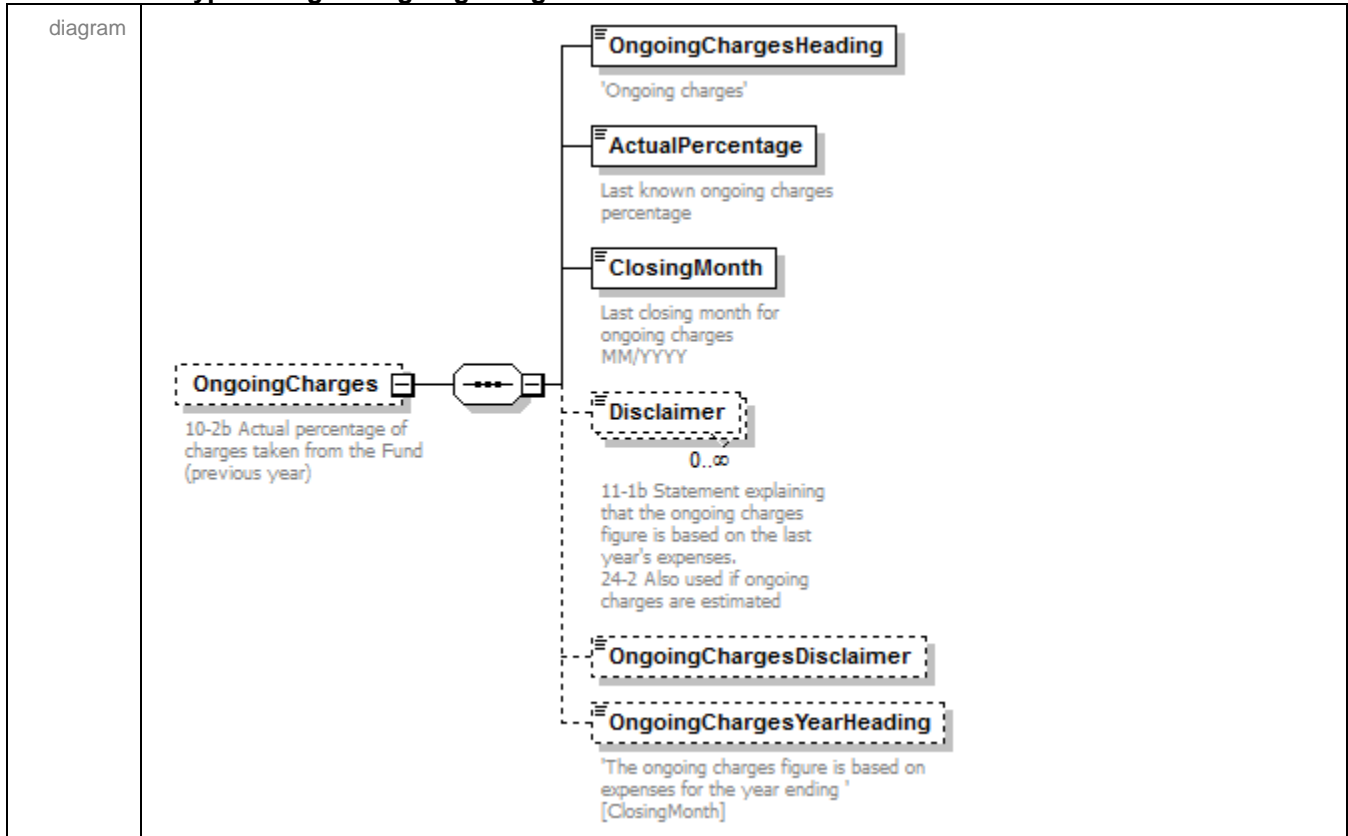 diagram
OngoingChargesHeading
'Ongoing charges'
ActualPercentage
Last known ongoing charges
percentage
ClosingMonth
Last closing month for
ongoing charges
MM/YYYY
OngoingCharges
10-2b Actual percentage of
charges taken from the Fund
(previous year)
Disclaimer
0..∞
11-1b Statement explaining
that the ongoing charges
figure is based on the last
year's expenses.
24-2 Also used if ongoing
charges are estimated
OngoingChargesDisclaimer
OngoingChargesYearHeading
'The ongoing charges figure is based on
expenses for the year ending '
[ClosingMonth]